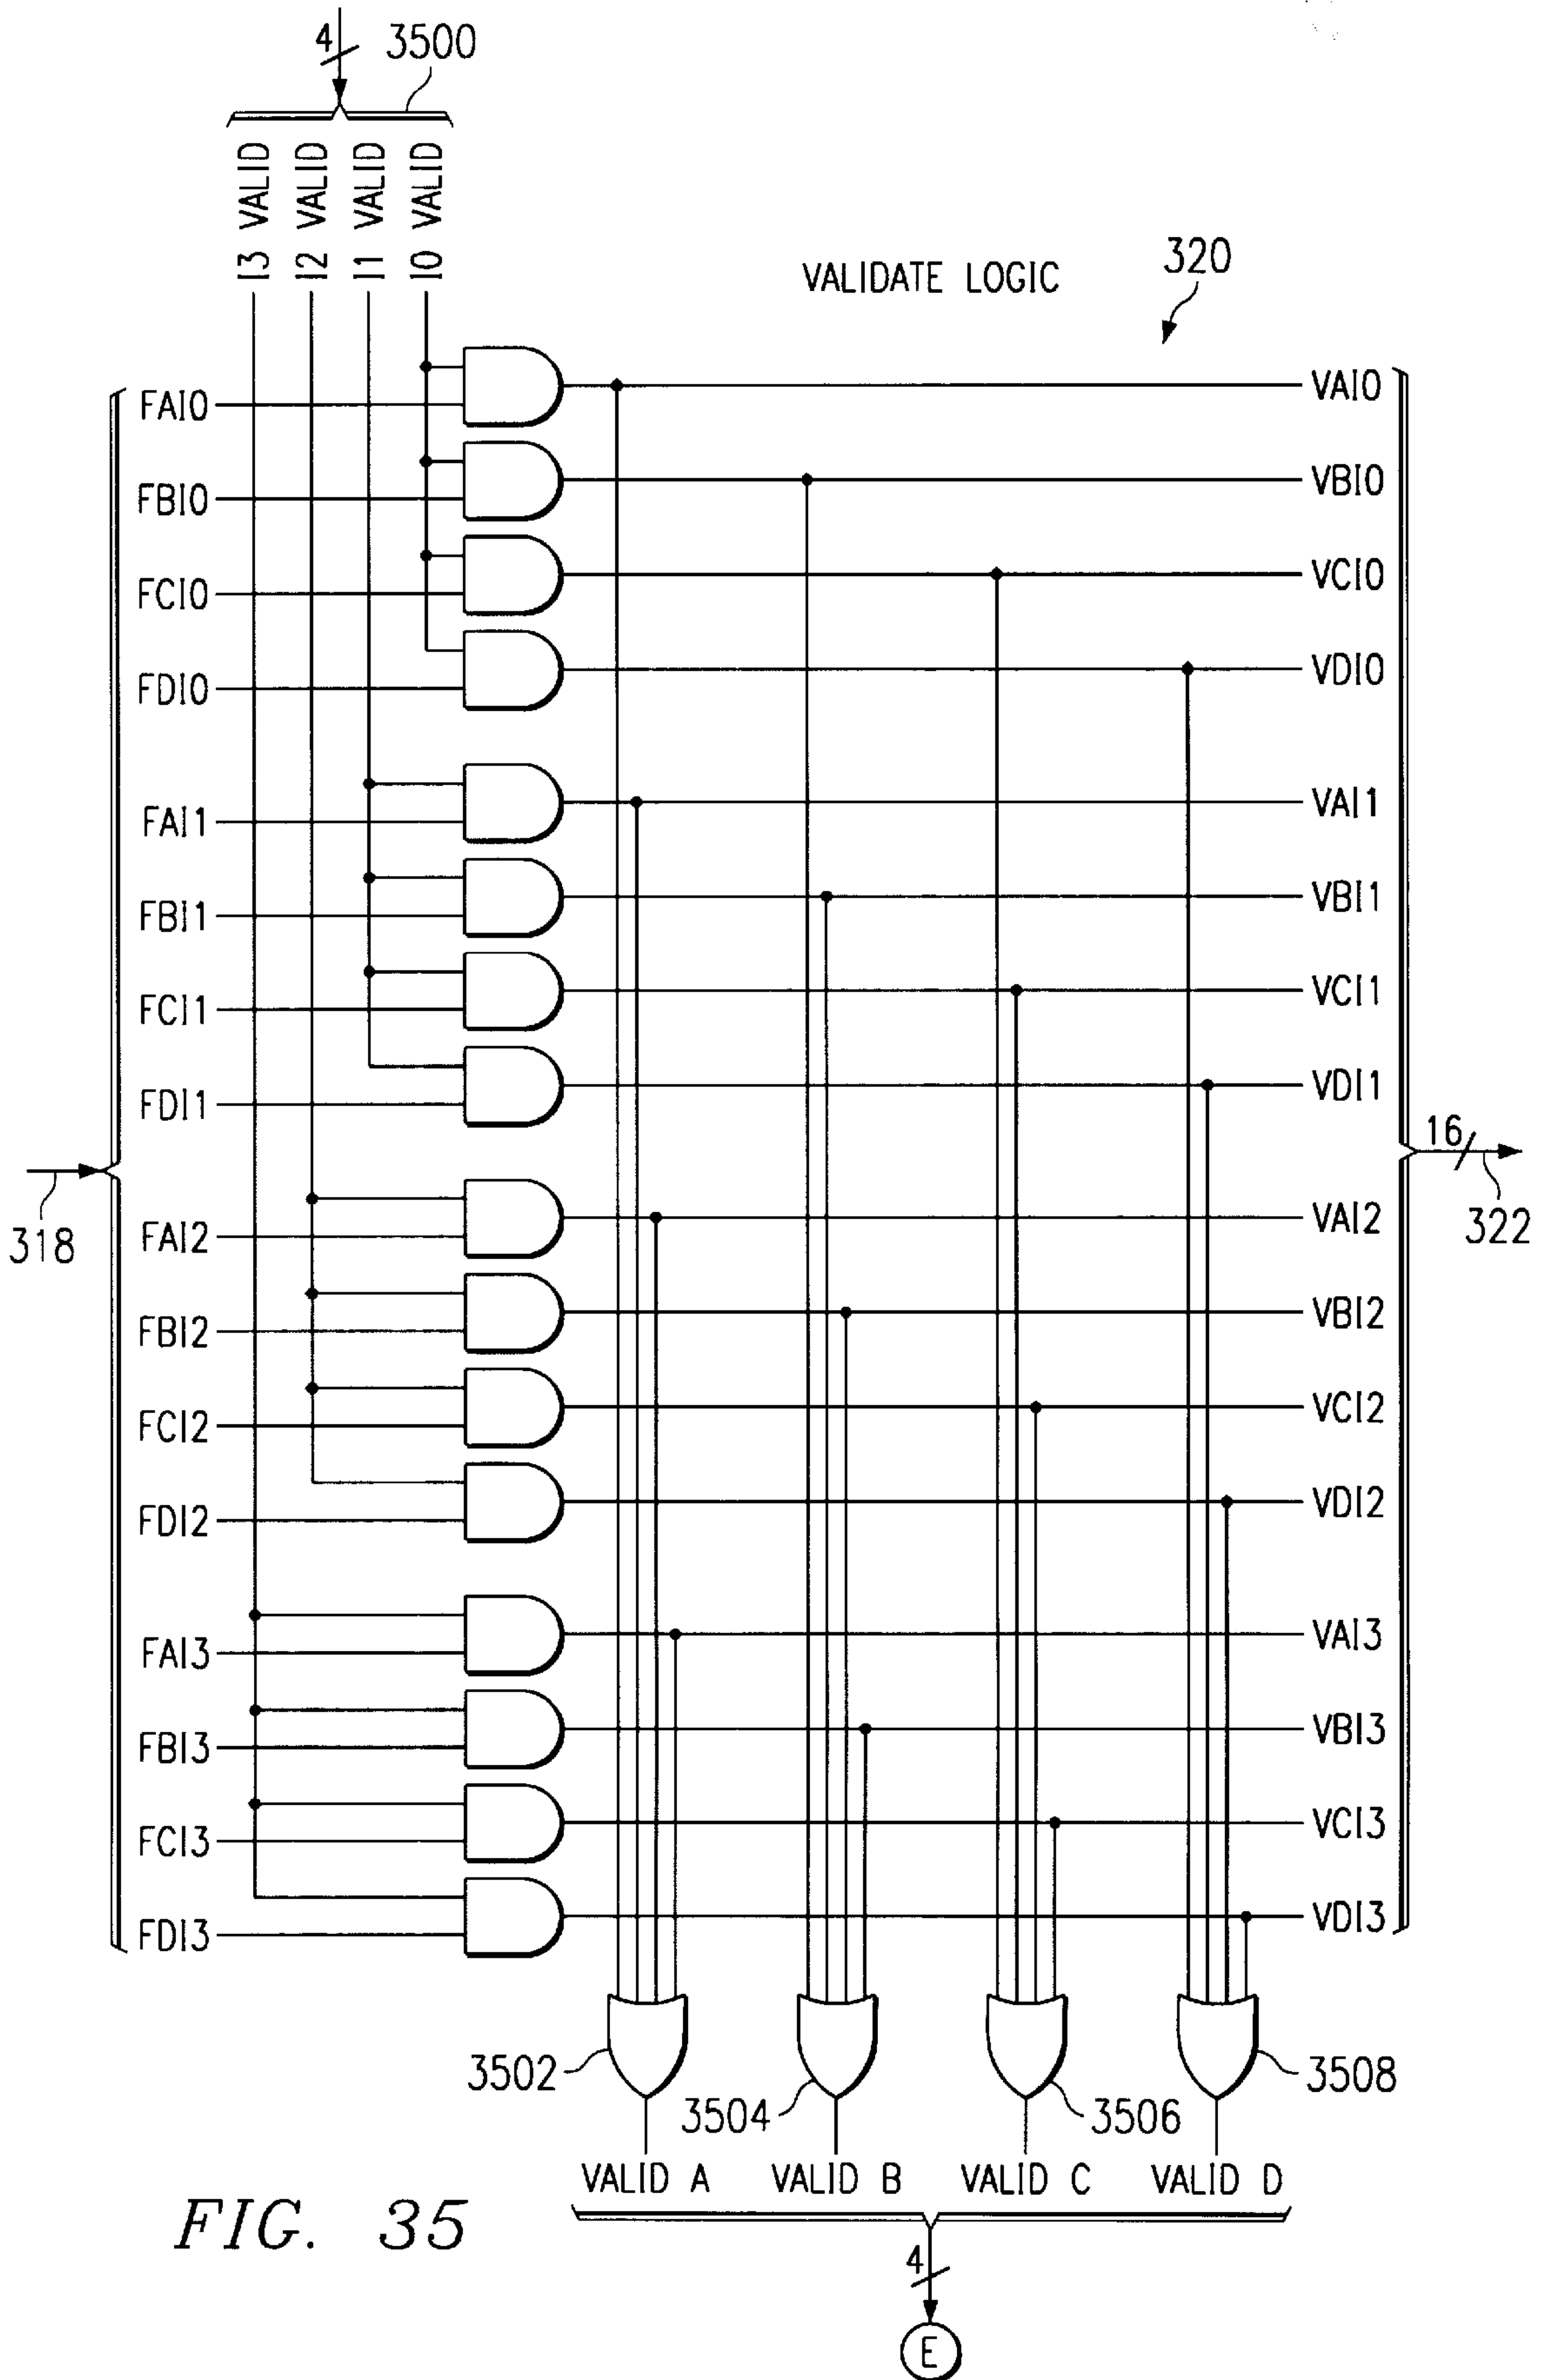 4 3500
I3 VALID
I2 VALID
I1 VALID
I0 VALID
VALIDATE LOGIC
320
FAI0
VAI0
FBI0
VBI0
FCI0
VCI0
FDI0
VDI0
FAI1
VAI1
FBI1
VBI1
FCI1
VCI1
FDI1
VDI1
318
16
322
FAI2
VAI2
FBI2
VBI2
FCI2
VCI2
FDI2
VDI2
FAI3
VAI3
FBI3
VBI3
FCI3
VCI3
FDI3
VDI3
3502
3504
3506
3508
VALID A
VALID B
VALID C
VALID D
FIG. 35
4
E